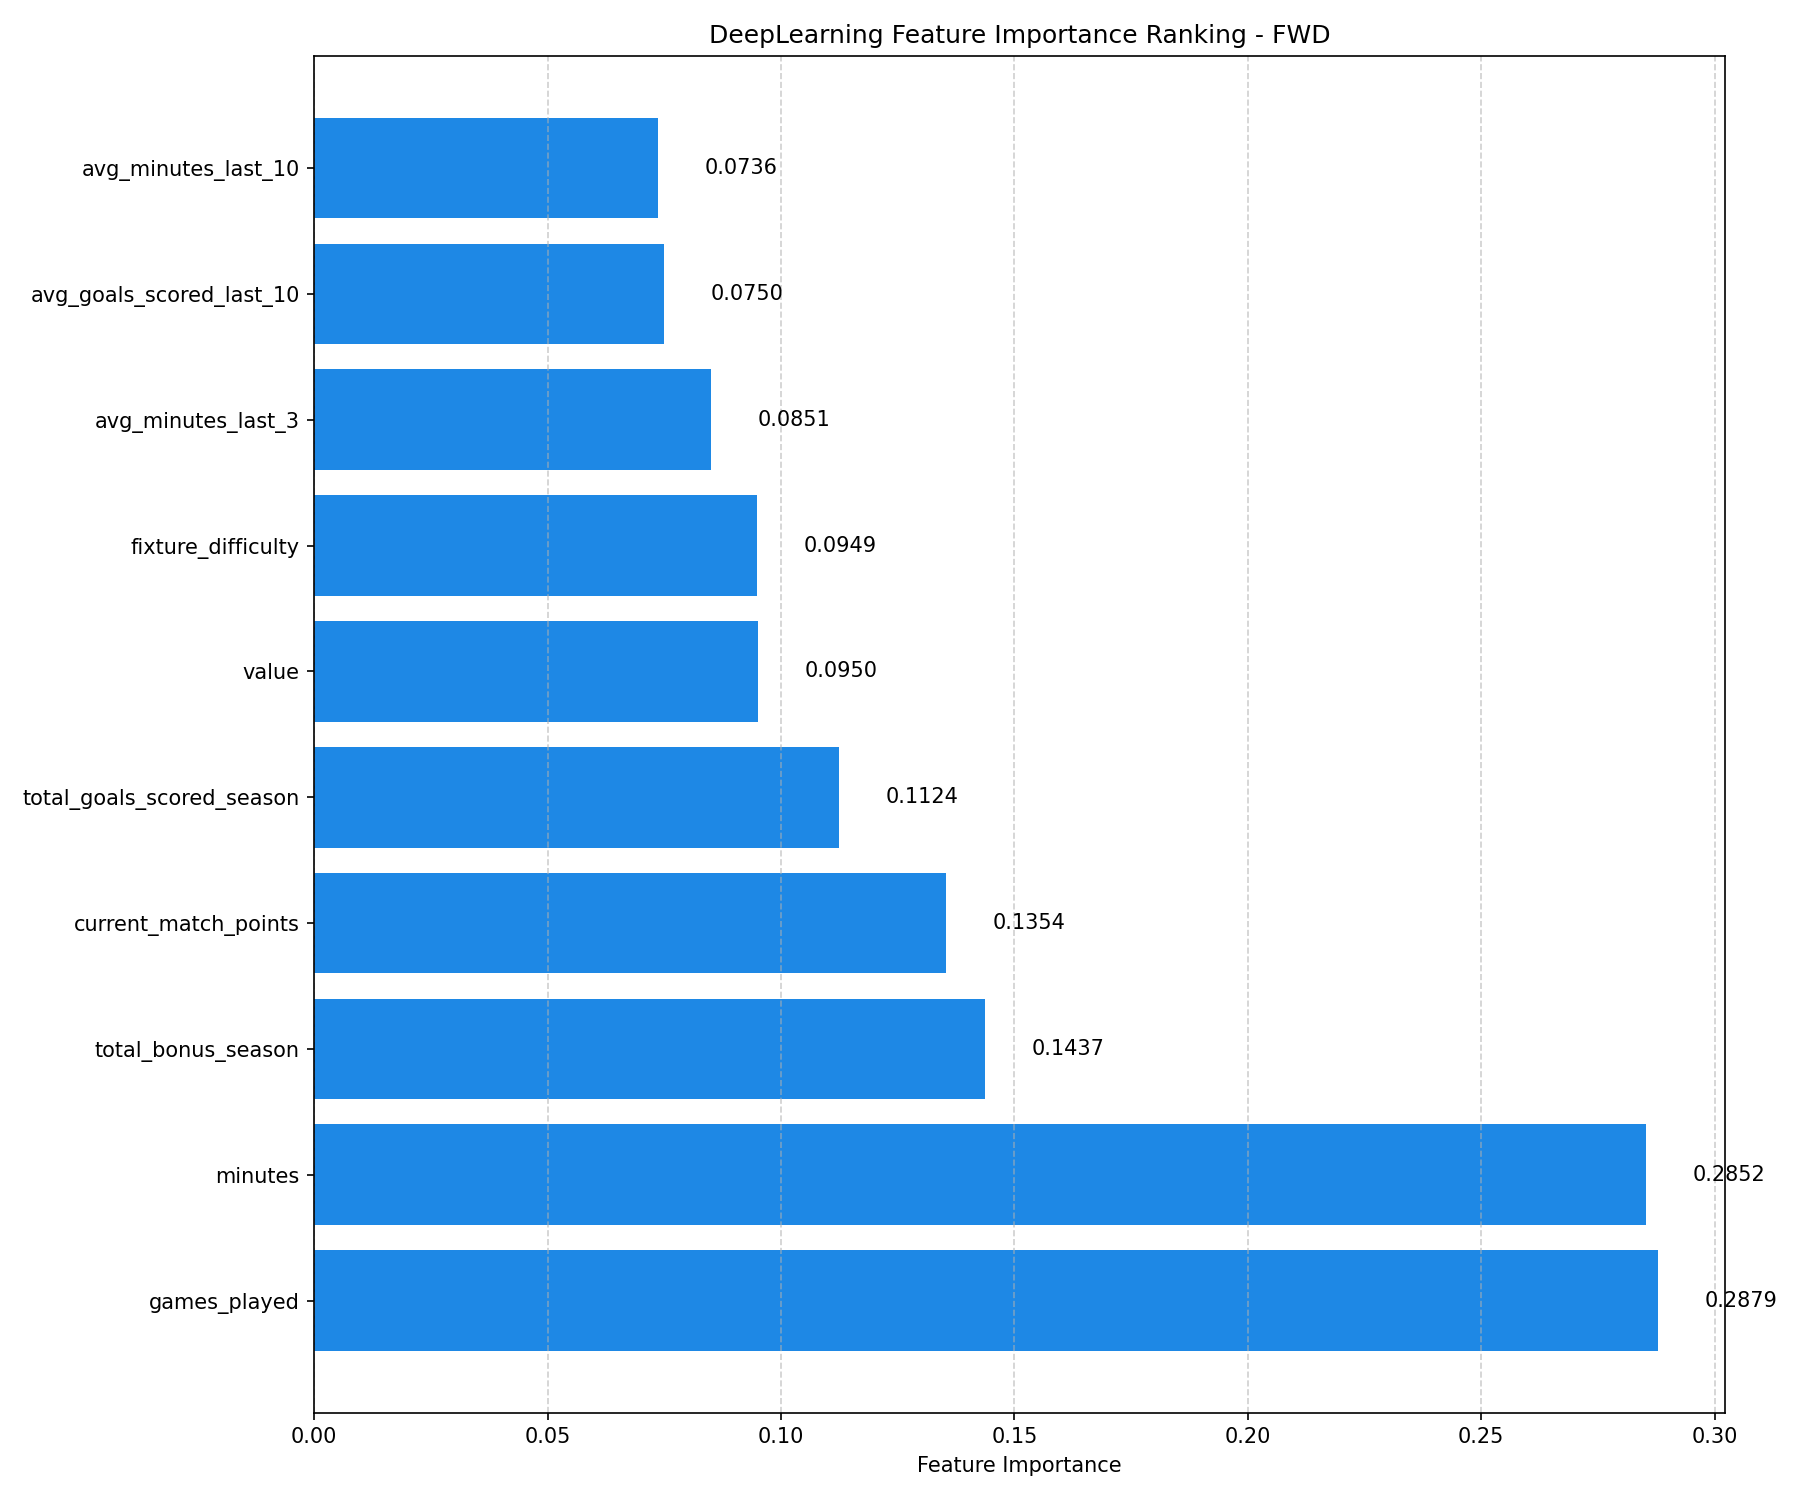 DeepLearning Feature Importance Ranking - FWD
avg_minutes_last_10
0.0736
avg_goals_scored_last_10
0.0750
avg_minutes_last_3
0.0851
fixture_difficulty
0.0949
value
0.0950
total_goals_scored_season
0.1124
current_match_points
0.1354
total_bonus_season
0.1437
minutes
0.2852
games_played
0.2879
0.00 0.05 0.10 0.15 0.20 0.25 0.30
Feature Importance